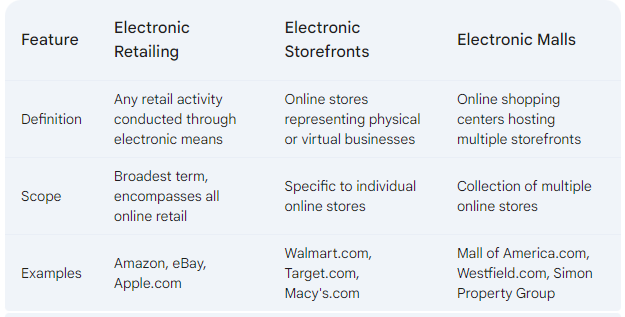 Feature
Electronic
Retailing
Electronic
Storefronts
Electronic Malls
Definition
Any retail activity
conducted through
electronic means
Online stores
representing physical
or virtual businesses
Online shopping
centers hosting
multiple storefronts
Scope
Broadest term,
encompasses all
online retail
Specific to individual
online stores
Collection of multiple
online stores
Examples
Amazon, eBay,
Apple.com
Walmart.com,
Target.com,
Macy's.com
Mall of America.com,
Westfield.com, Simon
Property Group